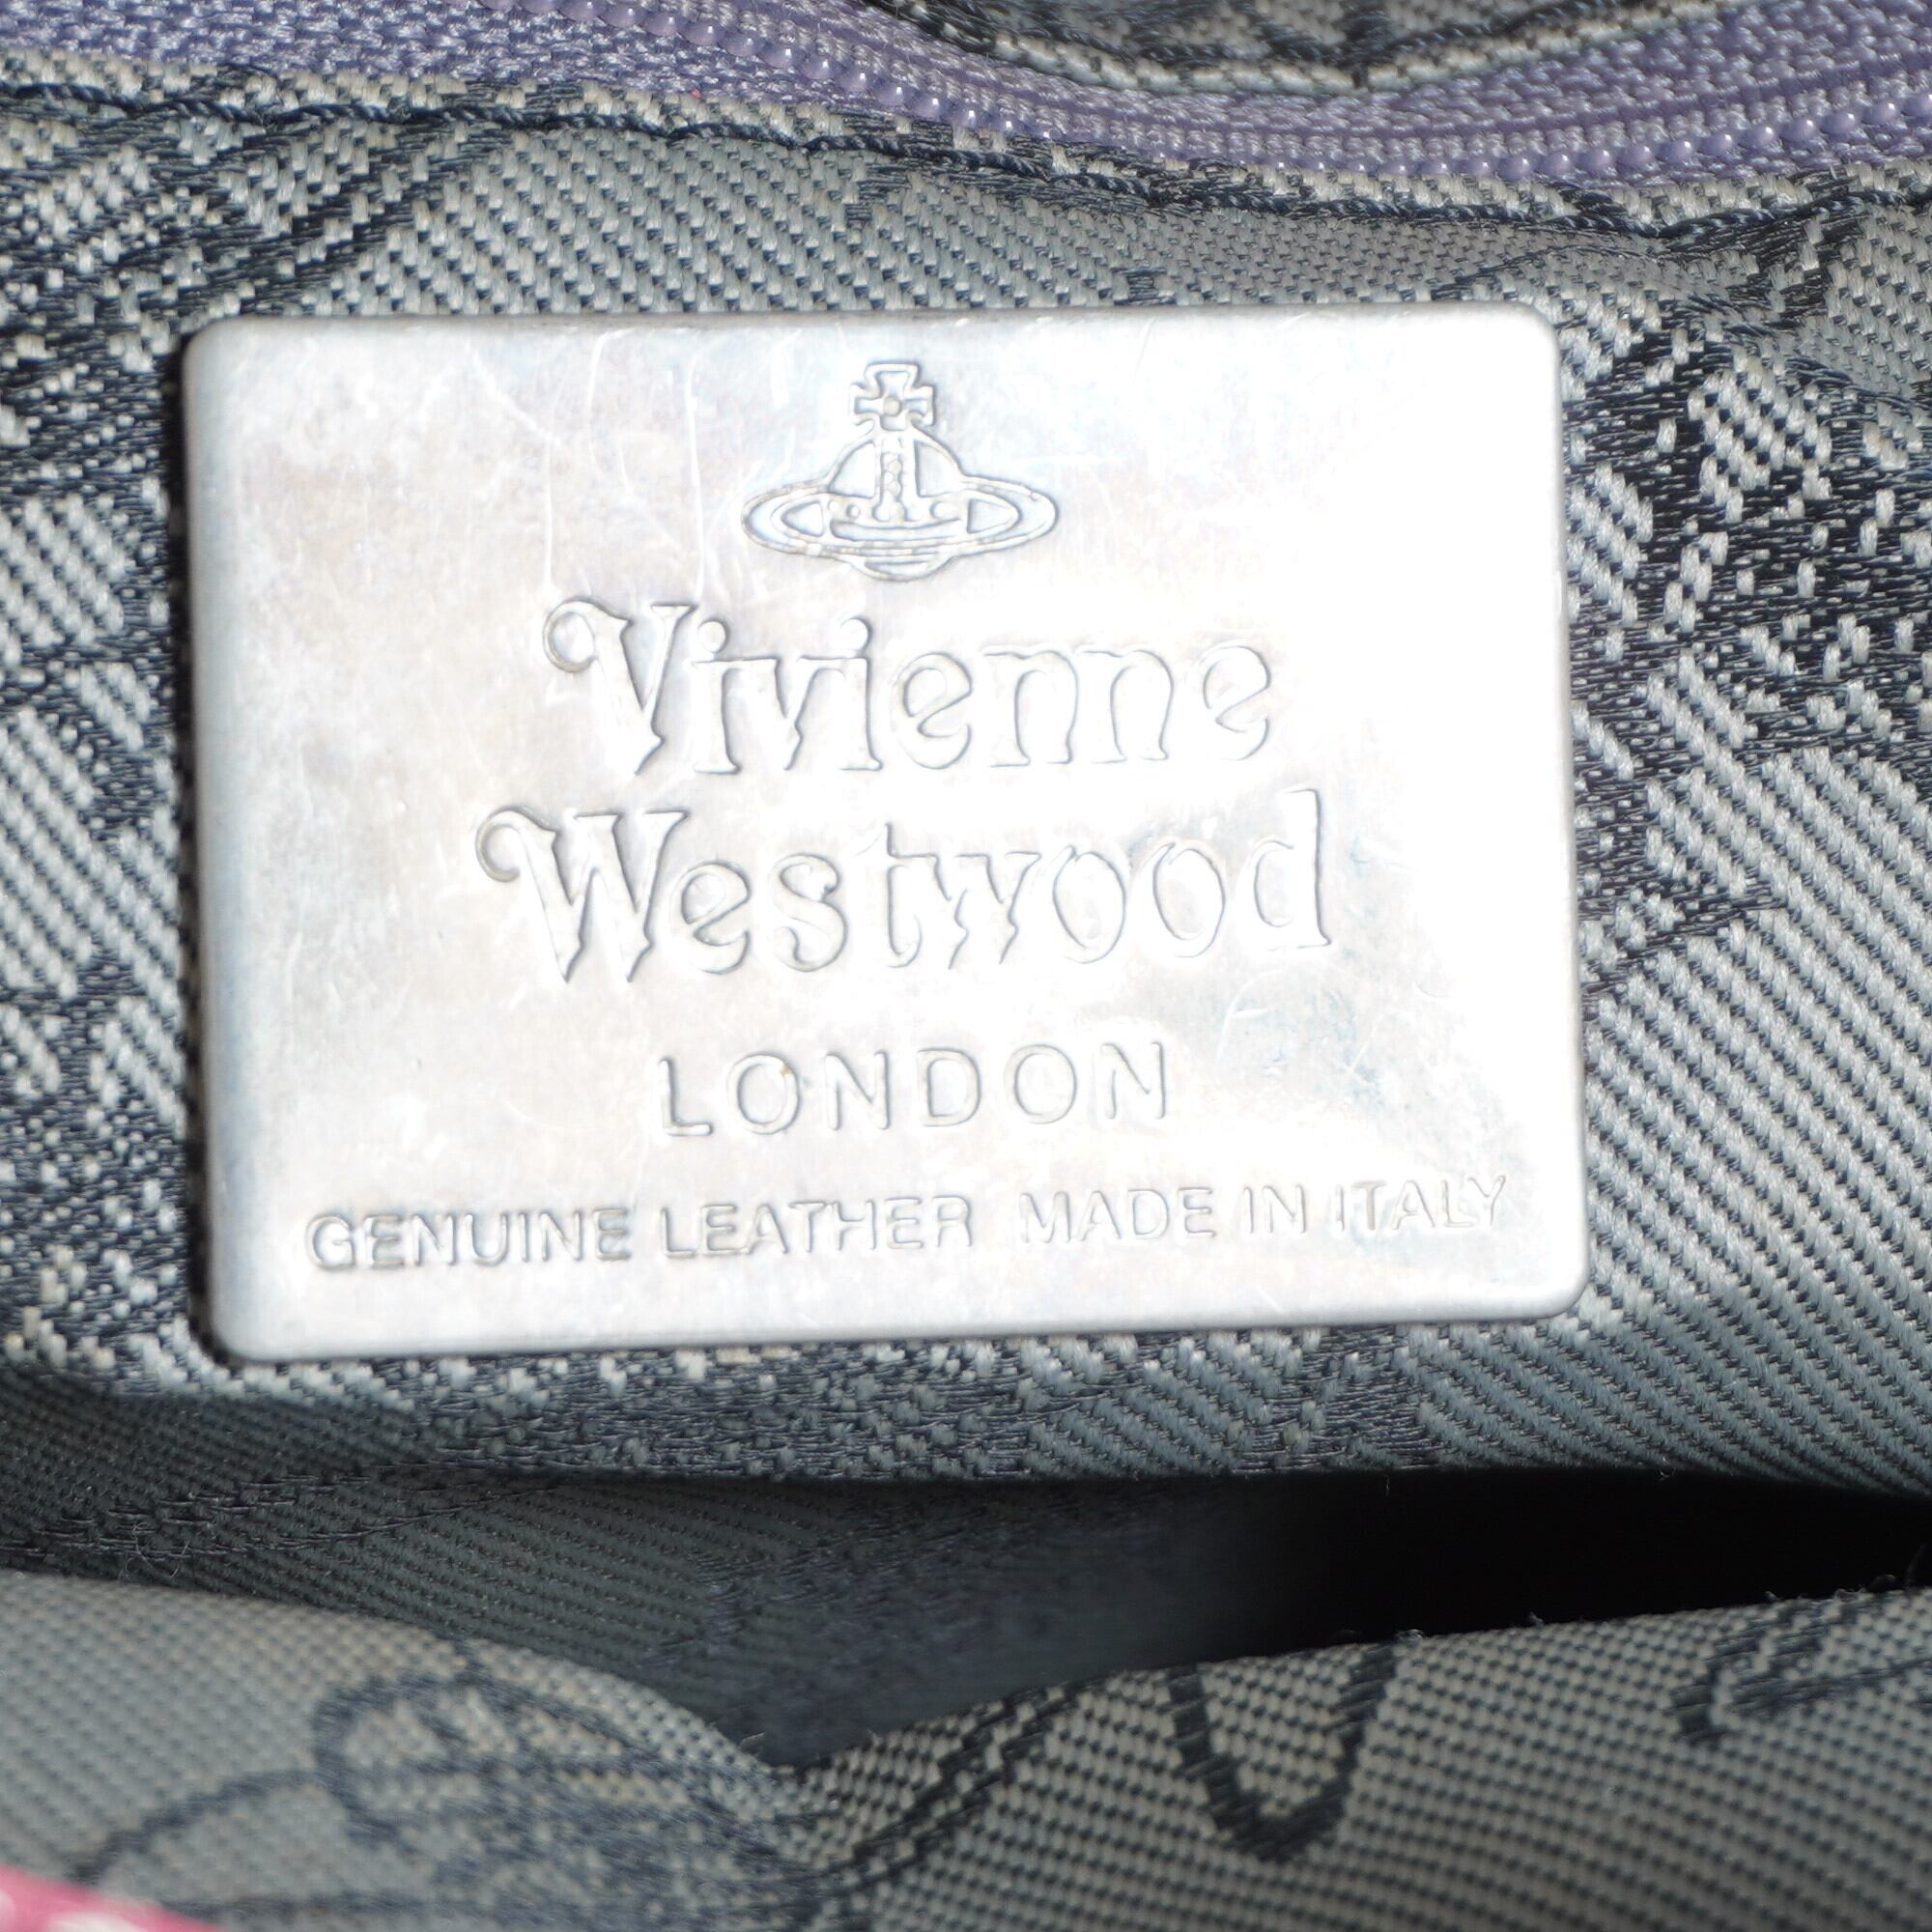 Vivienne
Westwood
LONDON
GENUINE LEATHER MADE IN ITALY